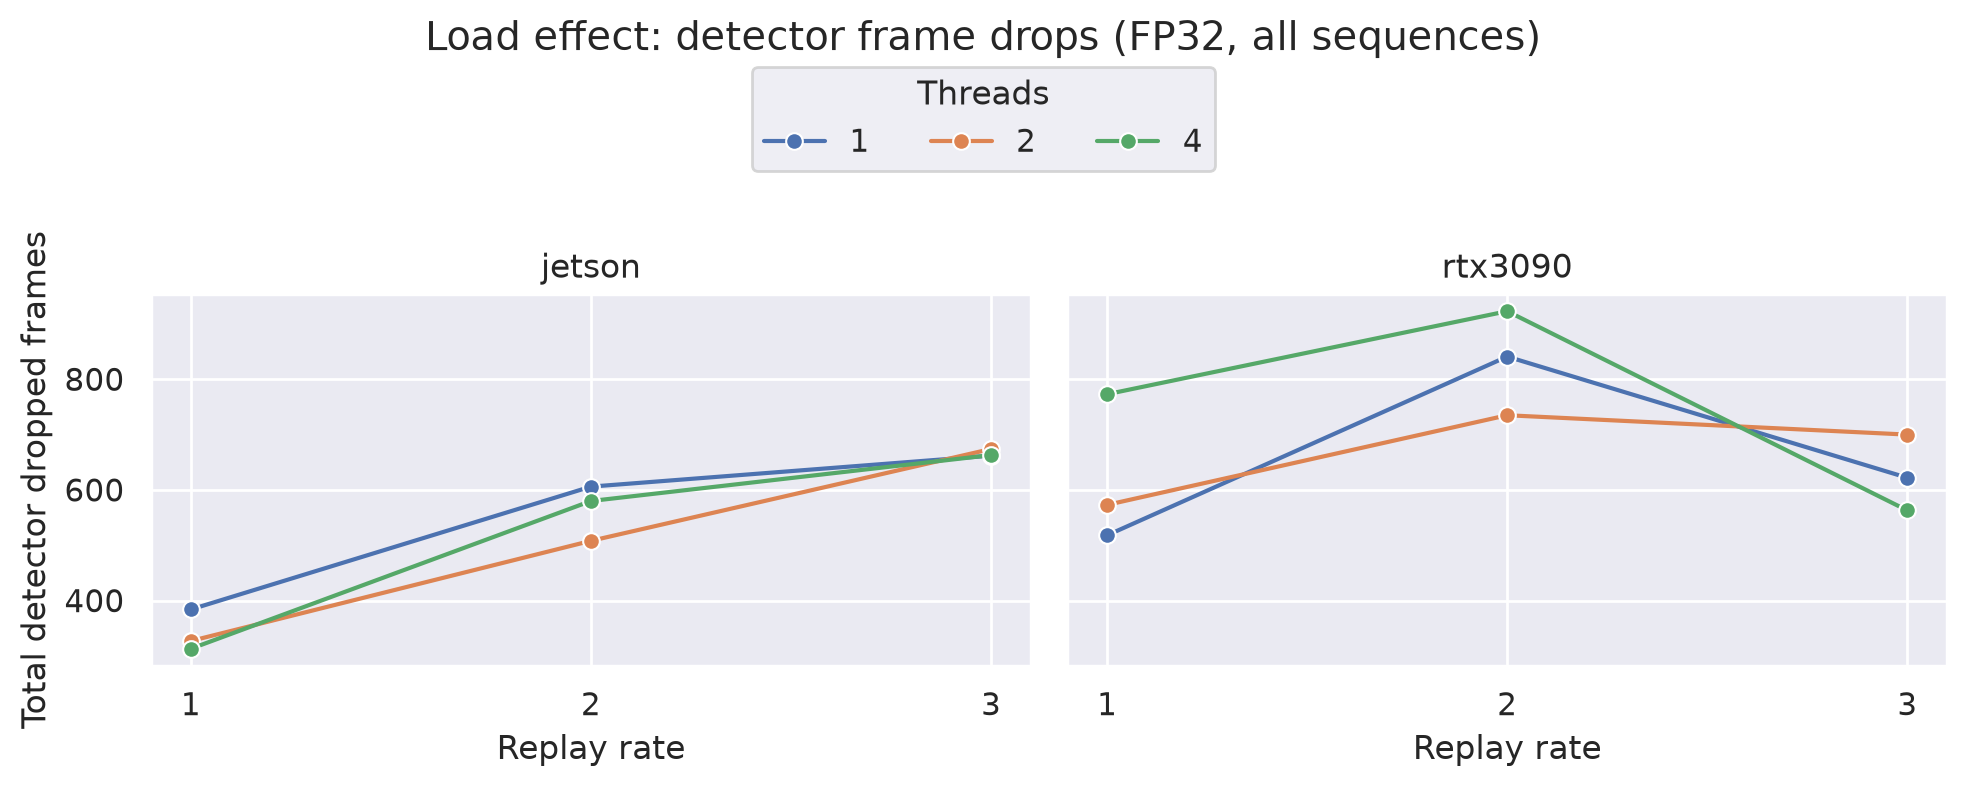 Load effect: detector frame drops (FP32, all sequences)
Threads
1 2 4
jetson
rtx3090
Total detector dropped frames
800
600
400
1 2 3
1 2 3
Replay rate
Replay rate